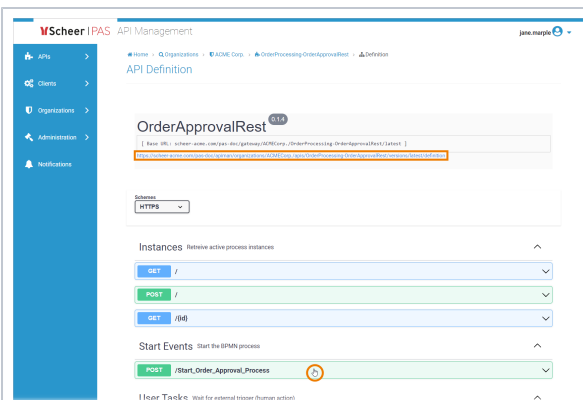 Scheer | PAS API Management
jane.marple
APIs
Clients
Organizations
Administration
Notifications
Home › Organizations › ACME Corp. › OrderProcessing-OrderApprovalRest › Definition
API Definition
OrderApprovalRest 0.1.4
[ Base URL: scheer-acme.com/pas-doc/gateway/ACMECorp./OrderProcessing-OrderApprovalRest/latest ]
https://scheer-acme.com/pas-doc/apiman/organizations/ACMECorp./apis/OrderProcessing-OrderApprovalRest/versions/latest/definition
Schemes
HTTPS
Instances Retreive active process instances
GET /
POST /
GET /{id}
Start Events Start the BPMN process
POST /Start_Order_Approval_Process
User Tasks Wait for external trigger (human action)